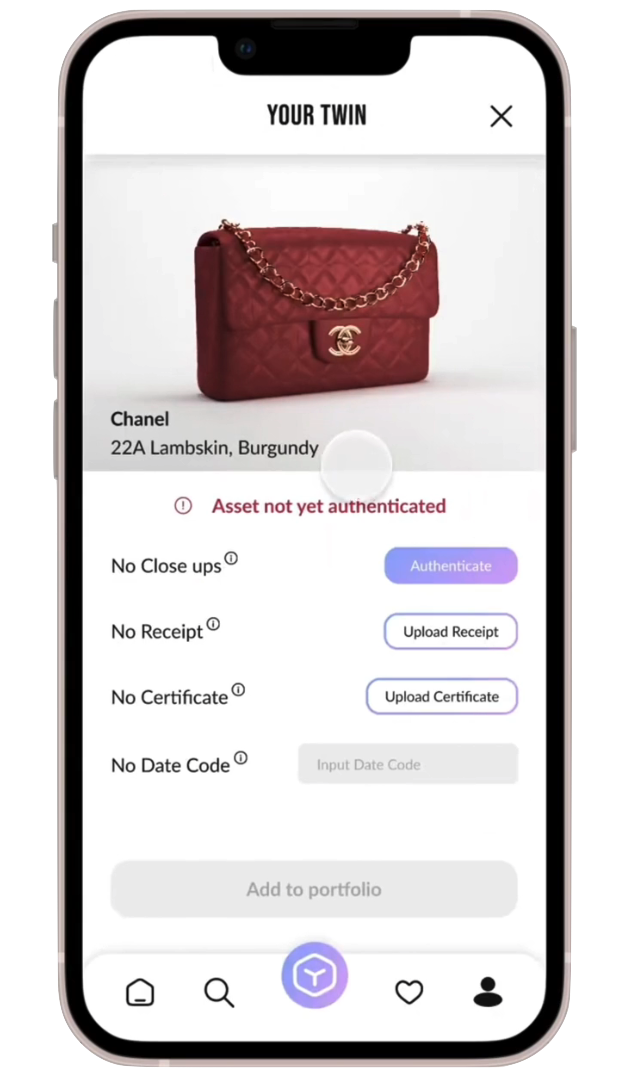 YOUR TWIN
Chanel
22A Lambskin, Burgundy
Asset not yet authenticated
No Close ups
Authenticate
No Receipt
Upload Receipt
No Certificate
Upload Certificate
No Date Code
Input Date Code
Add to portfolio